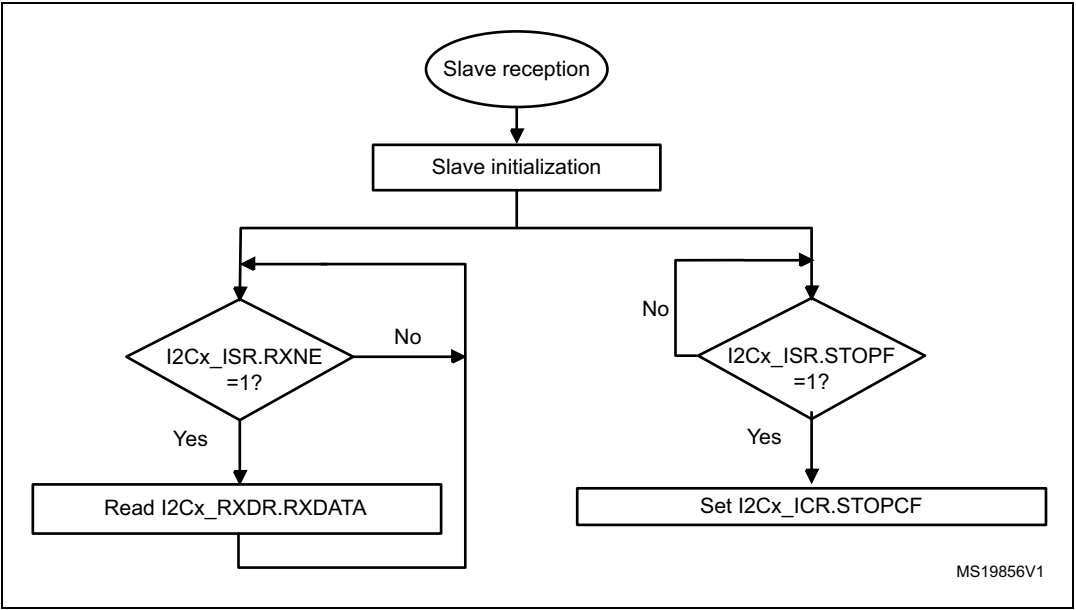 Slave reception
Slave initialization
No
No
I2Cx_ISR.RXNE
=1?
I2Cx_ISR.STOPF
=1?
Yes
Yes
Read I2Cx_RXDR.RXDATA
Set I2Cx_ICR.STOPCF
MS19856V1